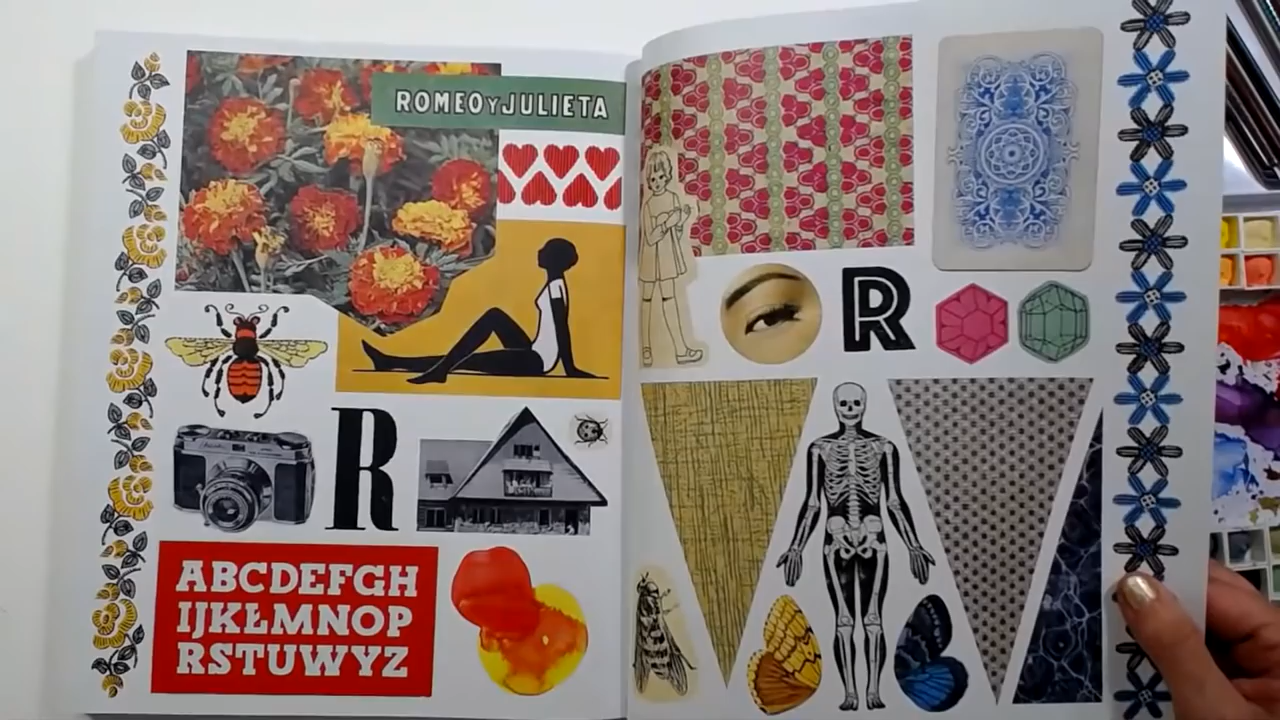 ROMEO Y JULIETA
R
R
ABCDEFGH
IJKŁMNOP
RSTUWYZ